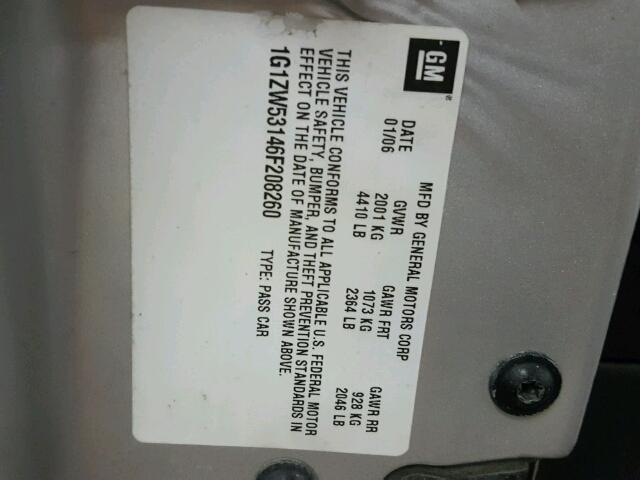 GM®
MFD BY GENERAL MOTORS CORP
DATE GVWR GAWR FRT GAWR RR
01/06 2001 KG 1073 KG 928 KG
4410 LB 2364 LB 2046 LB
THIS VEHICLE CONFORMS TO ALL APPLICABLE U.S. FEDERAL MOTOR
VEHICLE SAFETY, BUMPER, AND THEFT PREVENTION STANDARDS IN
EFFECT ON THE DATE OF MANUFACTURE SHOWN ABOVE.
1G1ZW53146F208260 TYPE: PASS CAR